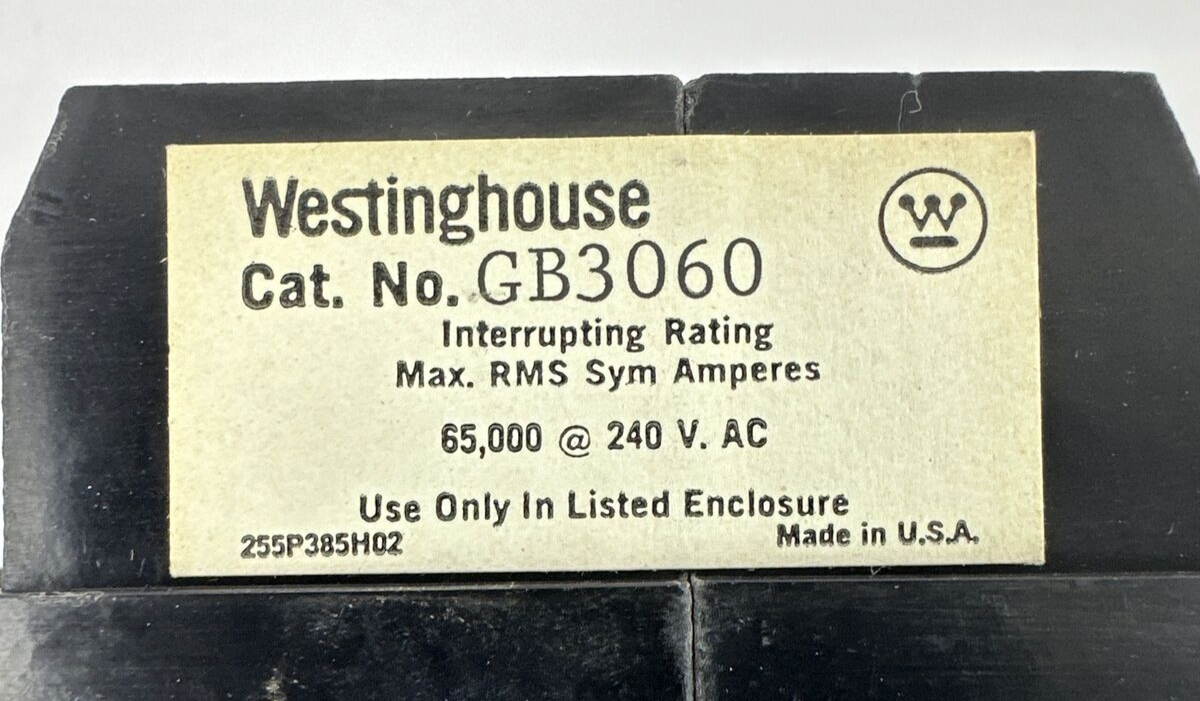 Westinghouse
Cat. No. GB3060
Interrupting Rating
Max. RMS Sym Amperes
65,000 @ 240 V. AC
Use Only In Listed Enclosure
255P385H02 Made in U.S.A.